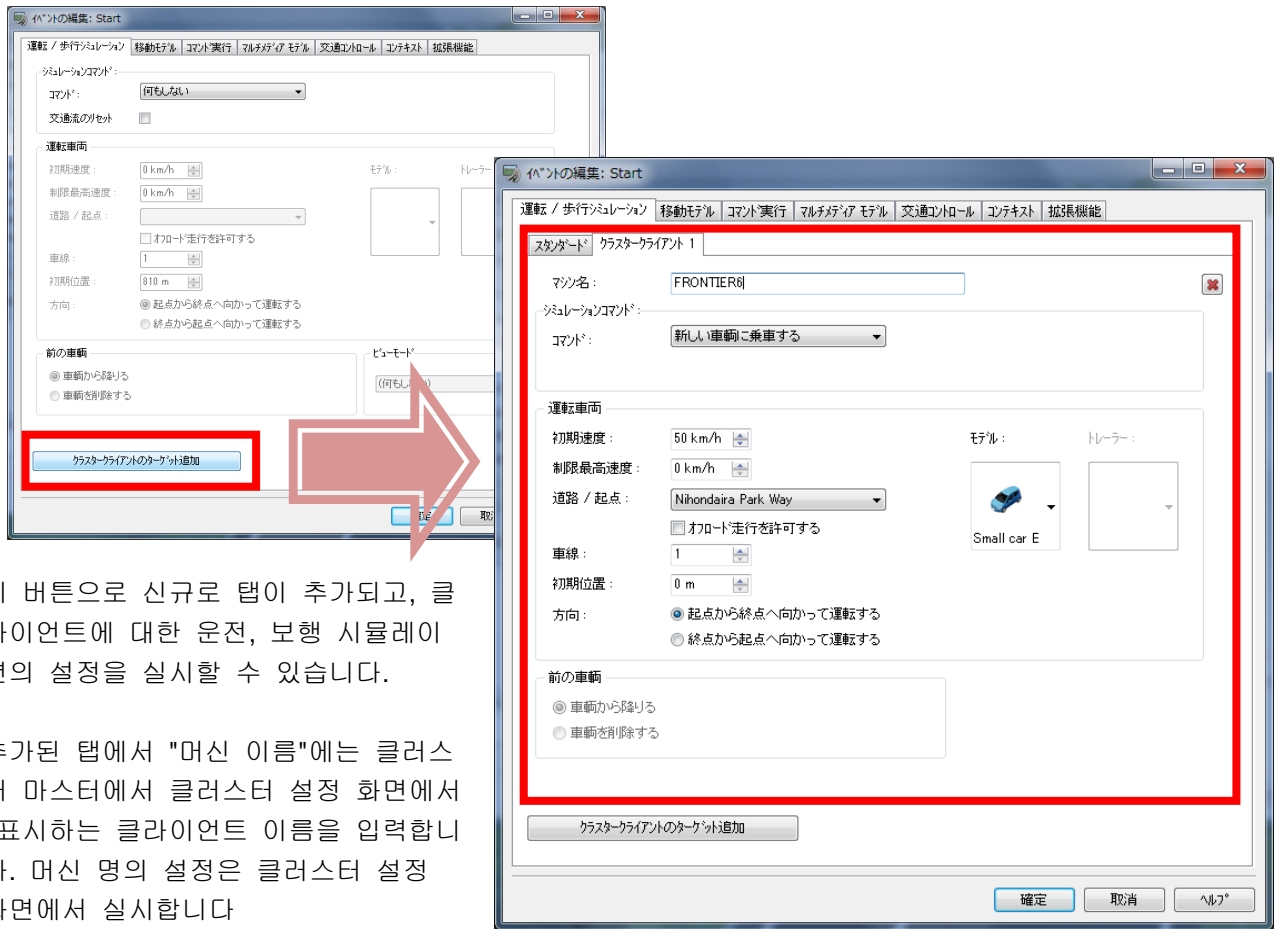 イベントの編集: Start
運転 / 歩行シミュレーション 移動モデル コマンド実行 マルチメディア モデル 交通コントロール コンテキスト 拡張機能
シミュレーションコマンド:
コマンド: 何もしない
交通流のリセット
運転車両
初期速度: 0 km/h モデル: トレーラー
制限最高速度: 0 km/h
道路 / 起点:
オフロード走行を許可する
車線: 1
初期位置: 810 m
方向: 起点から終点へ向かって運転する
終点から起点へ向かって運転する
前の車輌 ビューモード
車輌から降りる
車輌を削除する
クラスタークライアントのターゲット追加
イベントの編集: Start
運転 / 歩行シミュレーション 移動モデル コマンド実行 マルチメディア モデル 交通コントロール コンテキスト 拡張機能
スタンダード クラスタークライアント 1
マシン名: FRONTIER6
シミュレーションコマンド:
コマンド: 新しい車輌に乗車する
運転車両
初期速度: 50 km/h モデル: トレーラー:
制限最高速度: 0 km/h
道路 / 起点: Nihondaira Park Way
オフロード走行を許可する
Small car E
車線: 1
初期位置: 0 m
方向: 起点から終点へ向かって運転する
終点から起点へ向かって運転する
前の車輌
車輌から降りる
車輌を削除する
クラスタークライアントのターゲット追加
確定 取消 ヘルプ
버튼으로 신규로 탭이 추가되고, 클
라이언트에 대한 운전, 보행 시뮬레이
의 설정을 실시할 수 있습니다.
추가된 탭에서 "머신 이름"에는 클러스
터 마스터에서 클러스터 설정 화면에서
표시하는 클라이언트 이름을 입력합니
다. 머신 명의 설정은 클러스터 설정
화면에서 실시합니다